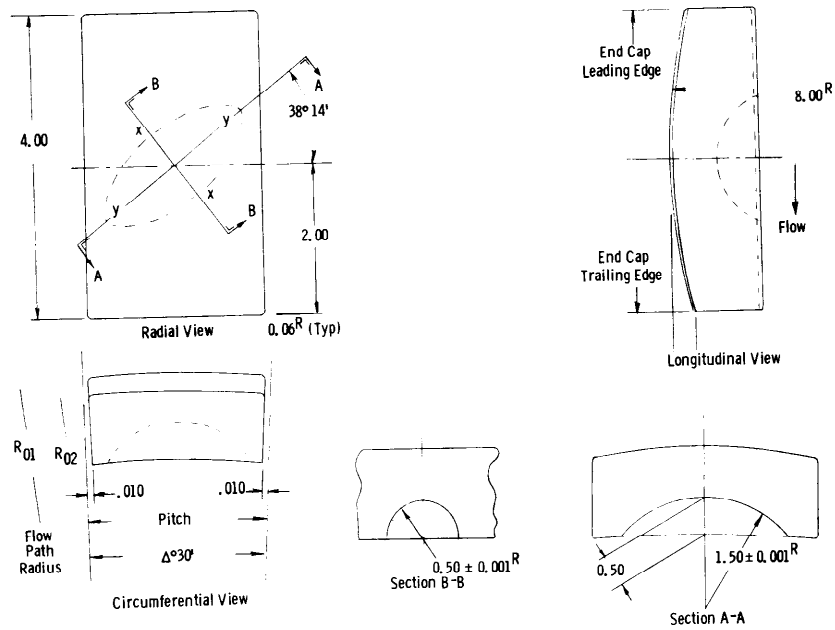 B
A
38° 14'
x
y
4.00
x
B
y
2.00
A
Radial View
0.06R (Typ)
End Cap
Leading Edge
8.00R
Flow
End Cap
Trailing Edge
Longitudinal View
R01
R02
.010
.010
Pitch
Δ°30'
Flow
Path
Radius
Circumferential View
0.50 ± 0.001R
Section B-B
0.50
1.50 ± 0.001R
Section A-A